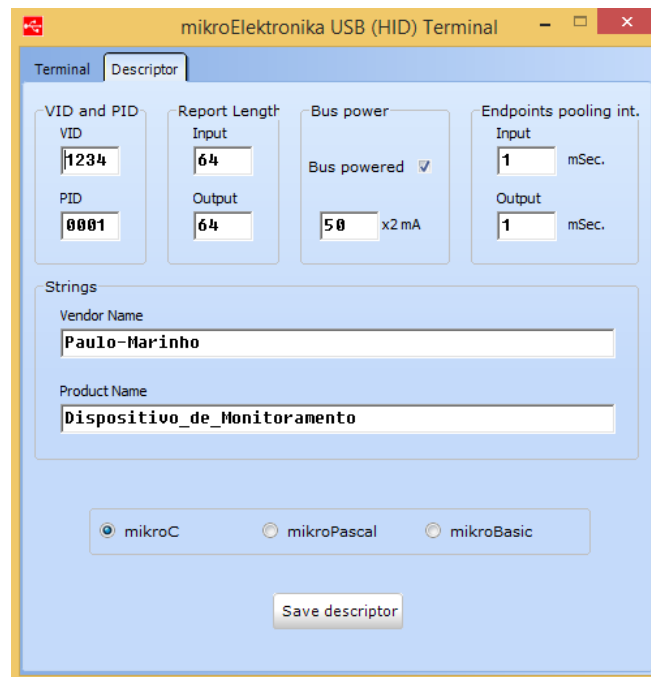 mikroElektronika USB (HID) Terminal
Terminal Descriptor
VID and PID Report Length Bus power Endpoints pooling int.
VID Input Input
1234 64 Bus powered 1 mSec.
PID Output Output
0001 64 50 x2 mA 1 mSec.
Strings
Vendor Name
Paulo-Marinho
Product Name
Dispositivo_de_Monitoramento
mikroC mikroPascal mikroBasic
Save descriptor